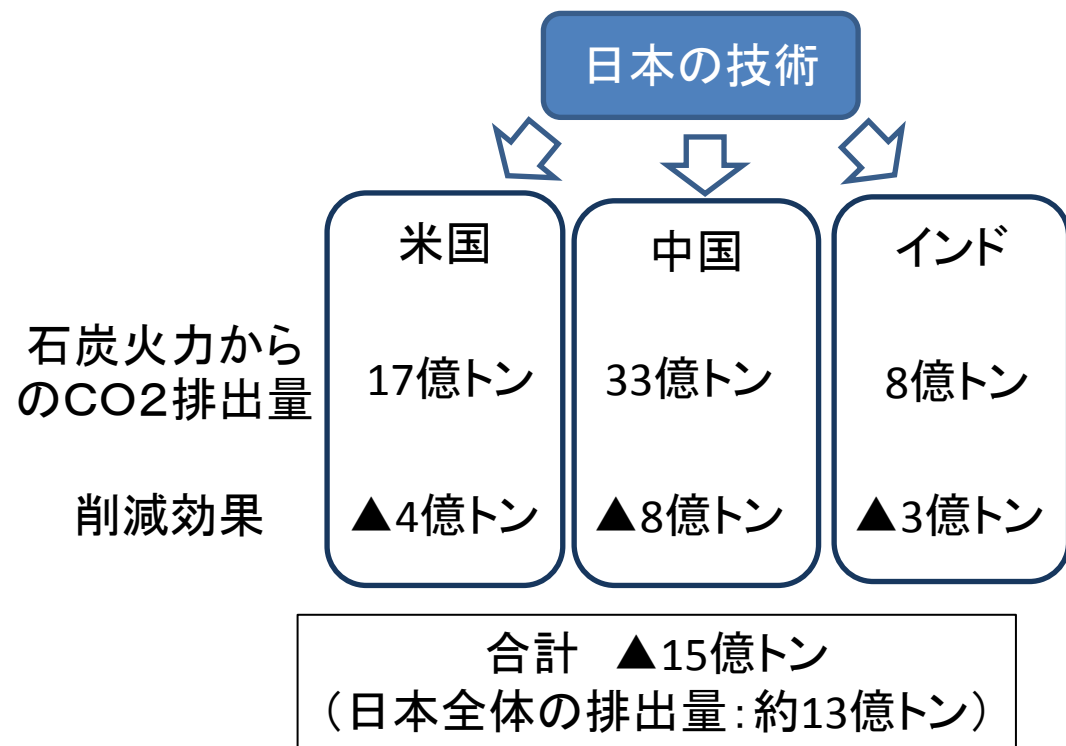 日本の技術
米国 中国 インド
石炭火力から
のCO2排出量
17億トン 33億トン 8億トン
削減効果 ▲4億トン ▲8億トン ▲3億トン
合計　▲15億トン
（日本全体の排出量：約13億トン）